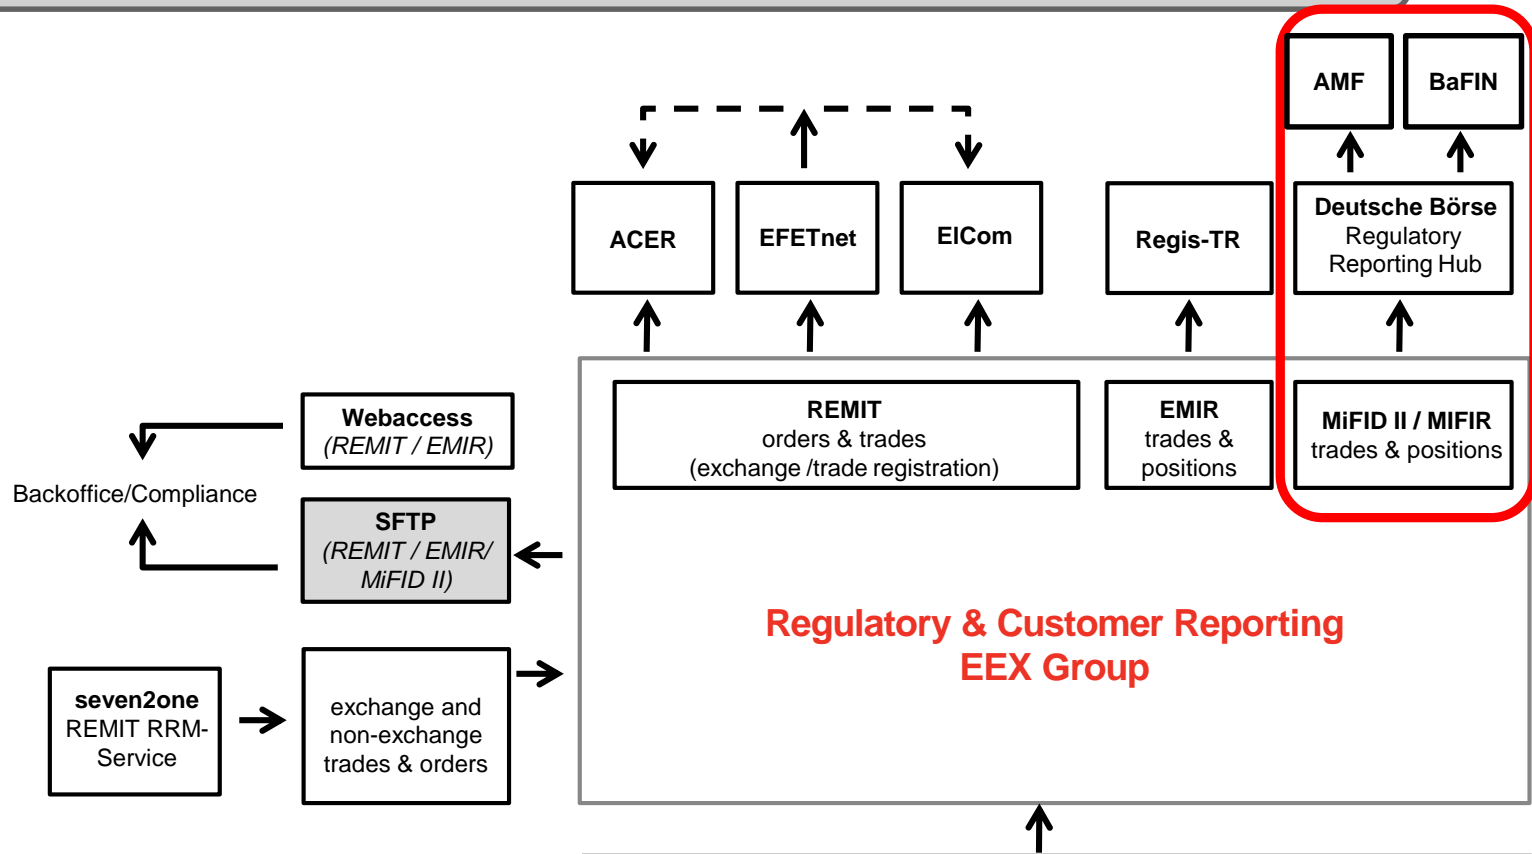 AMF
BaFIN
ACER
EFETnet
ElCom
Regis-TR
Deutsche Börse
Regulatory
Reporting Hub
Webaccess
(REMIT / EMIR)
REMIT
orders & trades
(exchange /trade registration)
EMIR
trades &
positions
MiFID II / MIFIR
trades & positions
Backoffice/Compliance
SFTP
(REMIT / EMIR/
MiFID II)
Regulatory & Customer Reporting
EEX Group
seven2one
REMIT RRM-
Service
exchange and
non-exchange
trades & orders